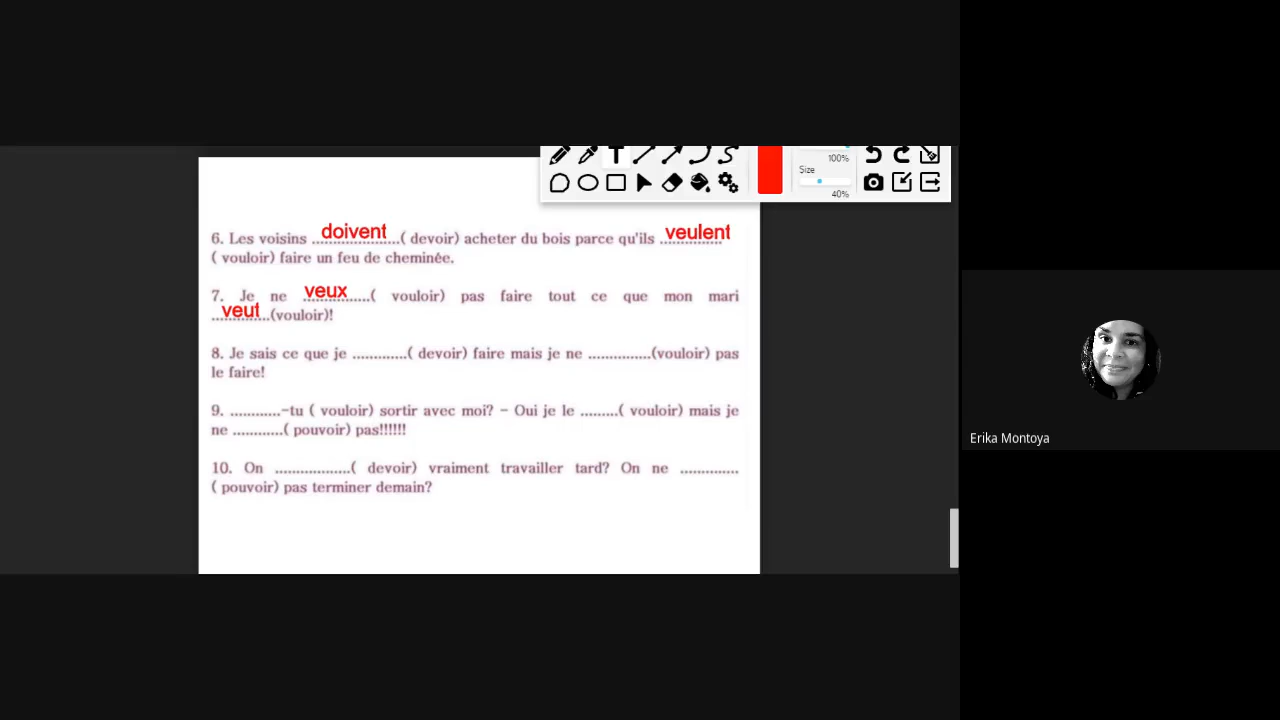 100%
Size
40%
6. Les voisins doivent ( devoir) acheter du bois parce qu'ils veulent
( vouloir) faire un feu de cheminée.
7. Je ne veux ( vouloir) pas faire tout ce que mon mari
veut (vouloir)!
8. Je sais ce que je .............( devoir) faire mais je ne ...............(vouloir) pas
le faire!
9. ............-tu ( vouloir) sortir avec moi? - Oui je le .........( vouloir) mais je
ne ............( pouvoir) pas!!!!!!
10. On ..................( devoir) vraiment travailler tard? On ne ..............
( pouvoir) pas terminer demain?
Erika Montoya